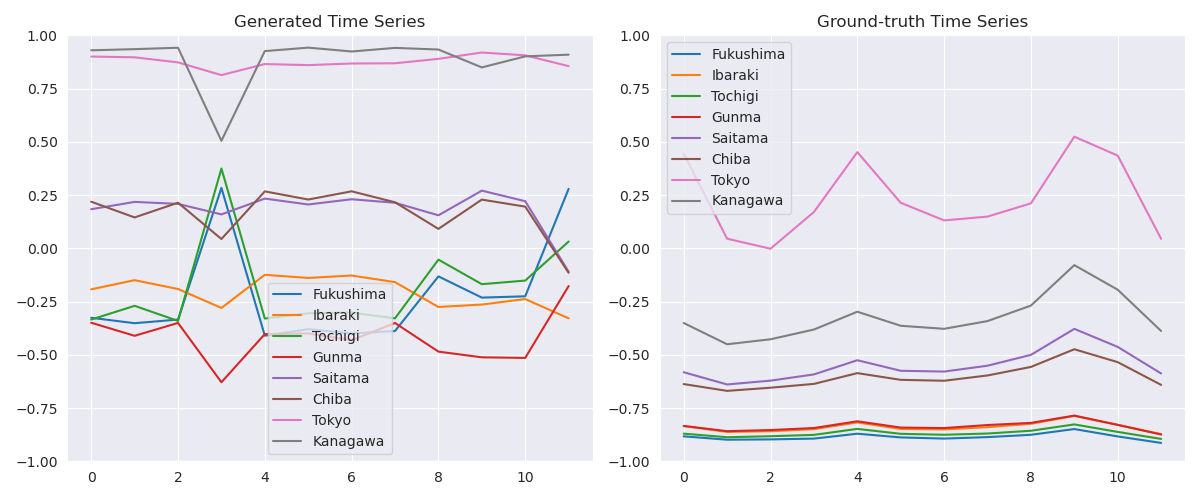 Generated Time Series
1.00
0.75
0.50
0.25
0.00
−0.25
−0.50
−0.75
−1.00
0 2 4 6 8 10
Fukushima
Ibaraki
Tochigi
Gunma
Saitama
Chiba
Tokyo
Kanagawa
Ground-truth Time Series
1.00
0.75
0.50
0.25
0.00
−0.25
−0.50
−0.75
−1.00
0 2 4 6 8 10
Fukushima
Ibaraki
Tochigi
Gunma
Saitama
Chiba
Tokyo
Kanagawa